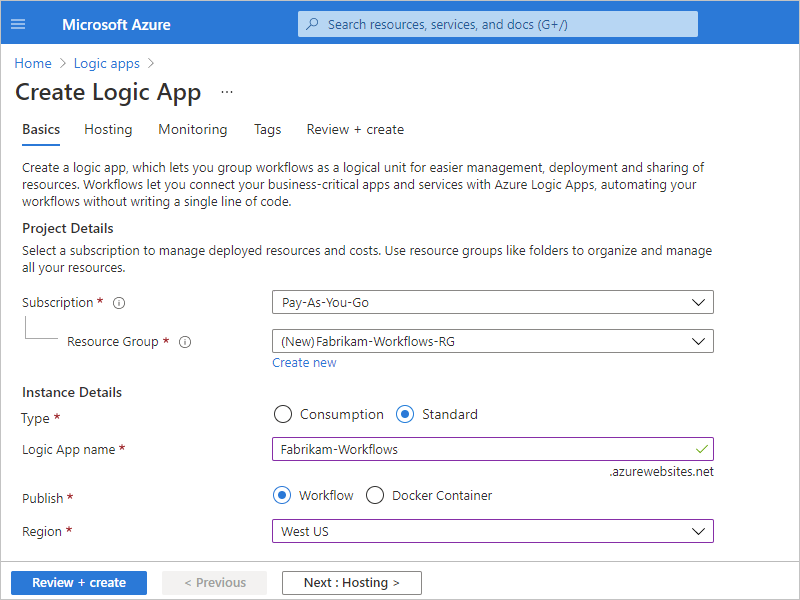 Microsoft Azure
Search resources, services, and docs (G+/)
Home > Logic apps >
Create Logic App ...
Basics Hosting Monitoring Tags Review + create
Create a logic app, which lets you group workflows as a logical unit for easier management, deployment and sharing of
resources. Workflows let you connect your business-critical apps and services with Azure Logic Apps, automating your
workflows without writing a single line of code.
Project Details
Select a subscription to manage deployed resources and costs. Use resource groups like folders to organize and manage
all your resources.
Subscription * Pay-As-You-Go
Resource Group * (New)Fabrikam-Workflows-RG
Create new
Instance Details
Type * Consumption Standard
Logic App name * Fabrikam-Workflows
.azurewebsites.net
Publish * Workflow Docker Container
Region * West US
Review + create < Previous Next : Hosting >